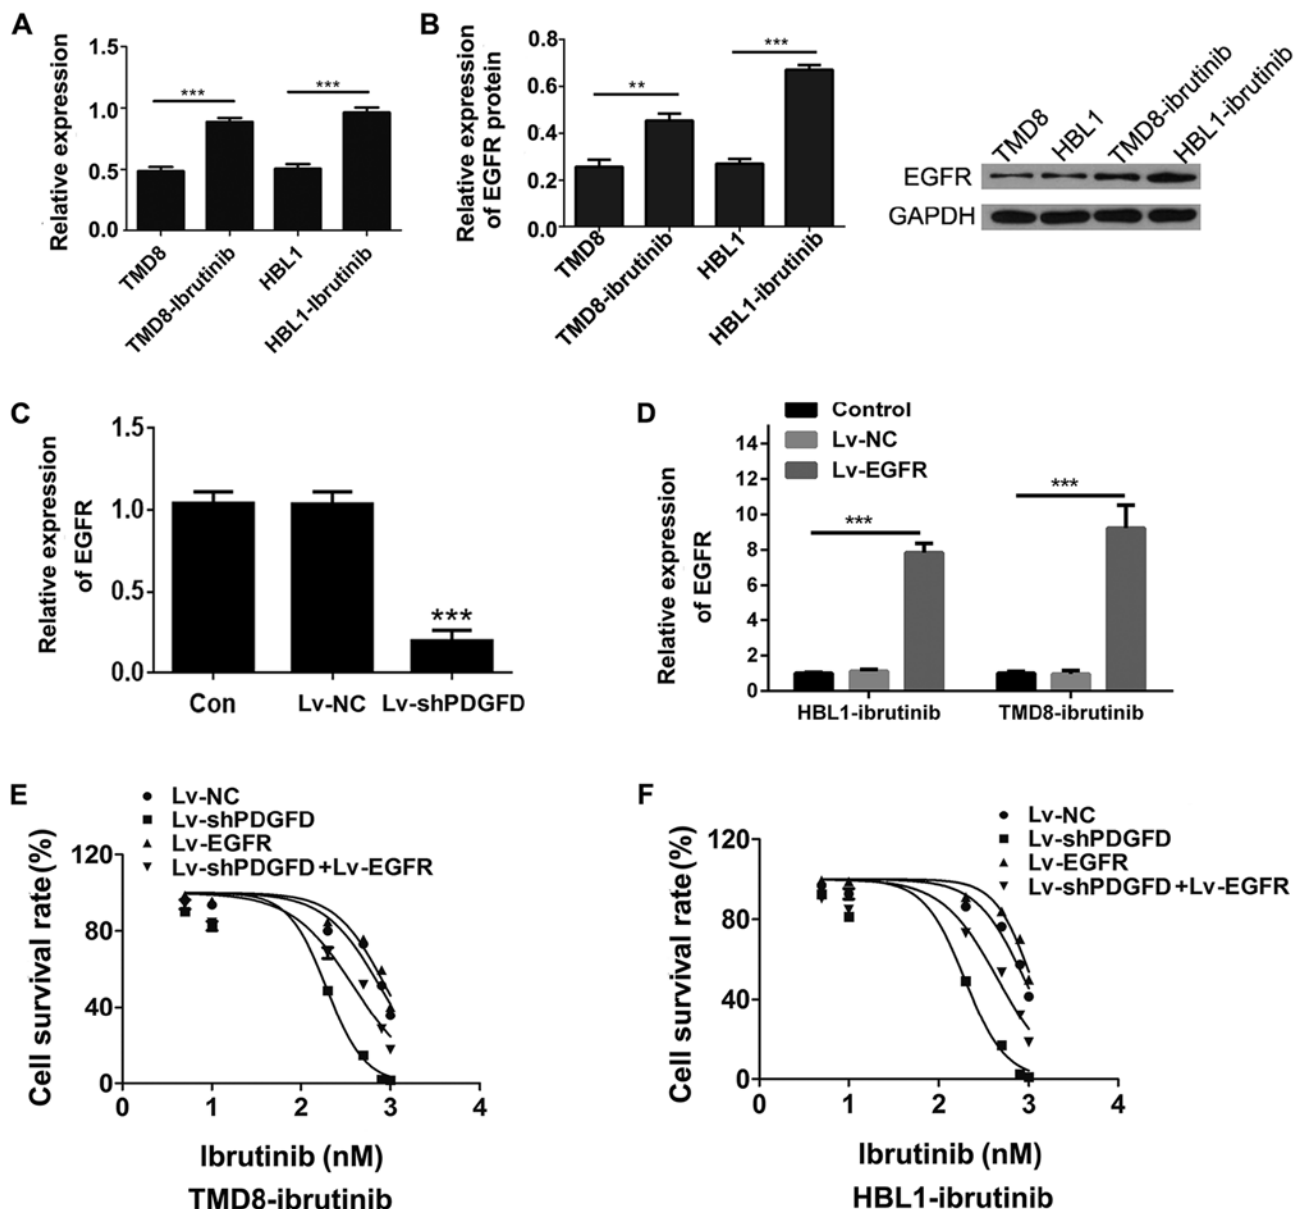 A
Relative expression
1.5
1.0
0.5
0.0
***
***
TMD8
TMD8-Ibrutinib
HBL1
HBL1-Ibrutinib
B
Relative expression
of EGFR protein
0.8
0.6
0.4
0.2
0.0
**
***
TMD8
TMD8-ibrutinib
HBL1
HBL1-ibrutinib
TMD8
HBL1
TMD8-ibrutinib
HBL1-ibrutinib
EGFR
GAPDH
C
Relative expression
of EGFR
1.5
1.0
0.5
0.0
***
Con
Lv-NC
Lv-shPDGFD
D
Control
Lv-NC
Lv-EGFR
Relative expression
of EGFR
14
12
10
8
6
4
2
0
***
***
HBL1-ibrutinib
TMD8-ibrutinib
E
Lv-NC
Lv-shPDGFD
Lv-EGFR
Lv-shPDGFD+Lv-EGFR
Cell survival rate (%)
120
80
40
0
0
1
2
3
4
Ibrutinib (nM)
TMD8-ibrutinib
F
Lv-NC
Lv-shPDGFD
Lv-EGFR
Lv-shPDGFD+Lv-EGFR
Cell survival rate (%)
120
80
40
0
0
1
2
3
4
Ibrutinib (nM)
HBL1-ibrutinib